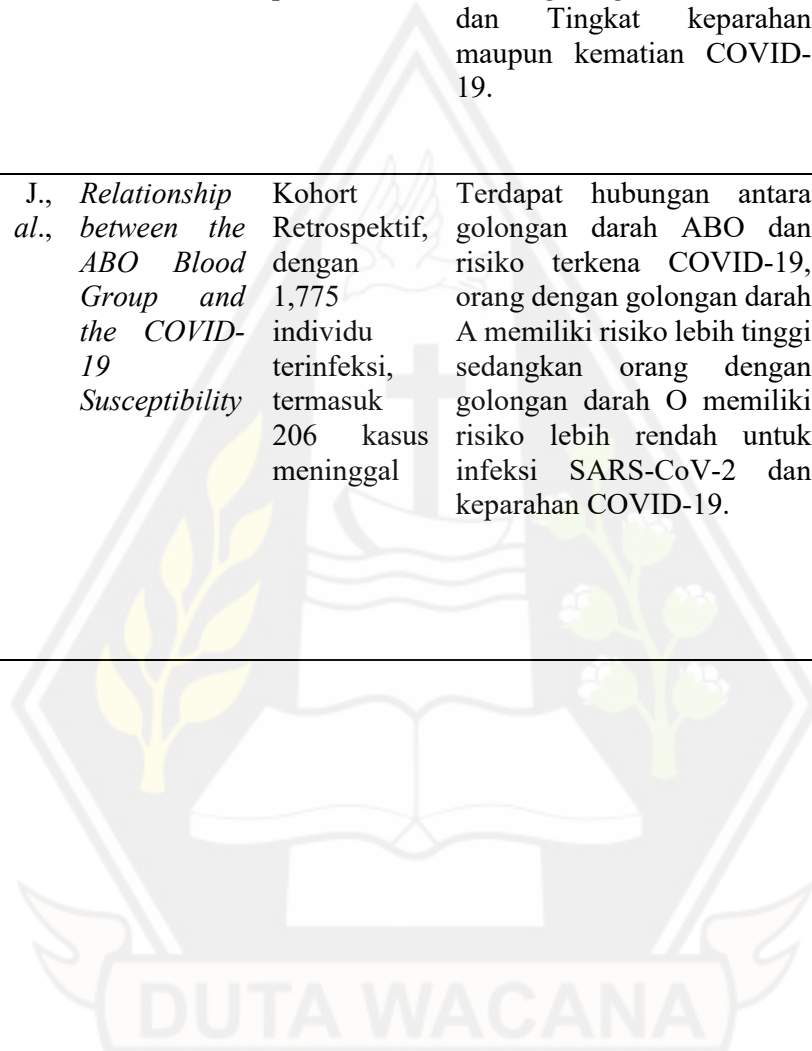 dan Tingkat keparahan
maupun kematian COVID-
19.
J., Relationship Kohort Terdapat hubungan antara
al., between the Retrospektif, golongan darah ABO dan
ABO Blood dengan risiko terkena COVID-19,
Group and 1,775 orang dengan golongan darah
the COVID- individu A memiliki risiko lebih tinggi
19 terinfeksi, sedangkan orang dengan
Susceptibility termasuk golongan darah O memiliki
206 kasus risiko lebih rendah untuk
meninggal infeksi SARS-CoV-2 dan
keparahan COVID-19.
DUTA WACANA